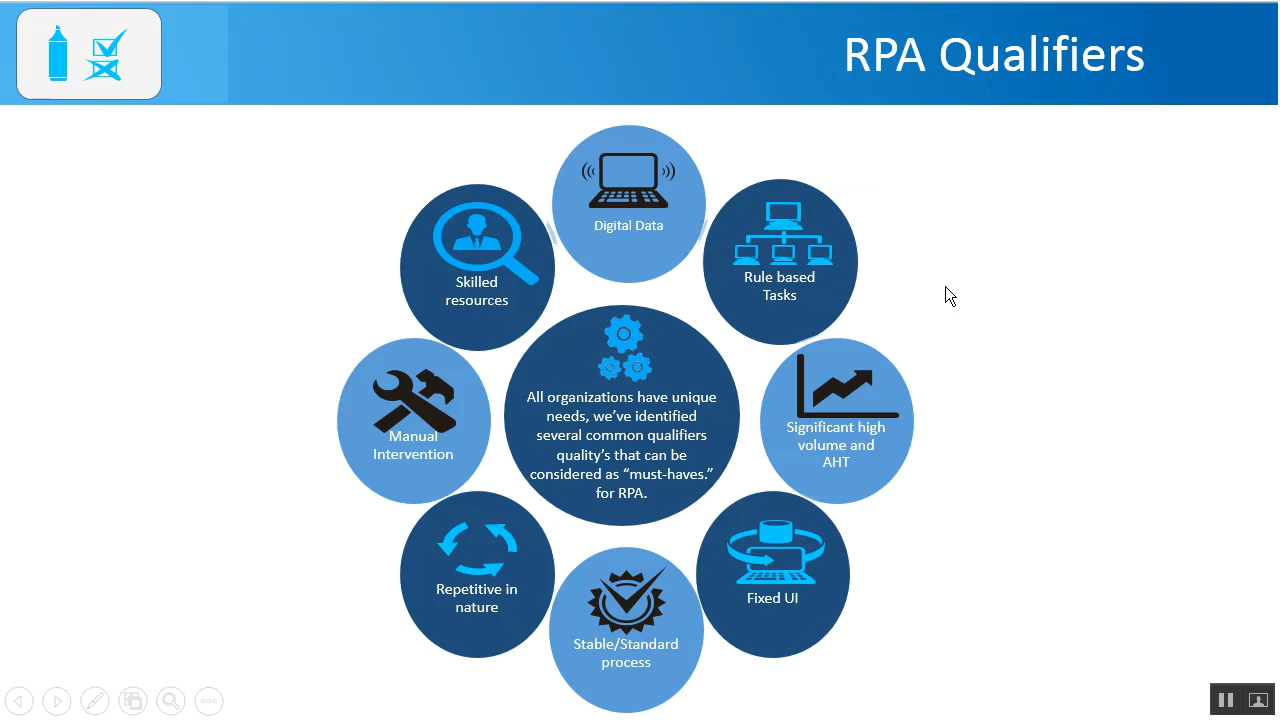 RPA Qualifiers
Digital Data
Rule based
Tasks
Significant high
volume and
AHT
Fixed UI
Stable/Standard
process
Repetitive in
nature
Manual
Intervention
Skilled
resources
All organizations have unique
needs, we’ve identified
several common qualifiers
quality’s that can be
considered as “must-haves.”
for RPA.